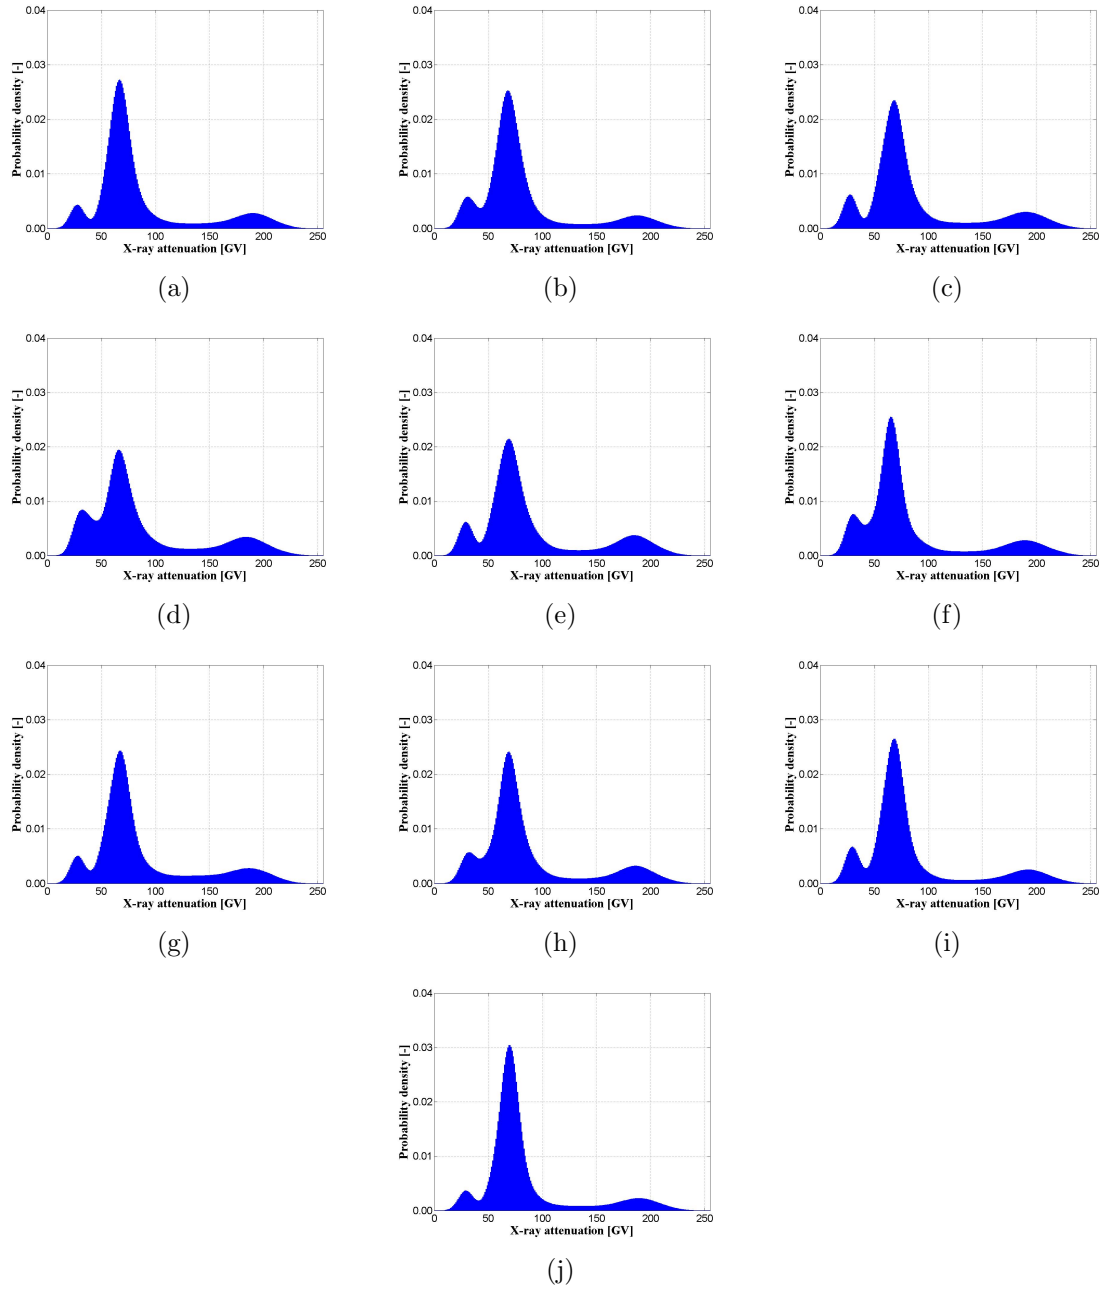 0.04 0.04 0.04
0.03 0.03 0.03
0.02 0.02 0.02
0.01 0.01 0.01
0.00 0.00 0.00
Probability density [-] Probability density [-] Probability density [-]
0 50 100 150 200 250 0 50 100 150 200 250 0 50 100 150 200 250
X-ray attenuation [GV] X-ray attenuation [GV] X-ray attenuation [GV]
(a) (b) (c)
0.04 0.04 0.04
0.03 0.03 0.03
0.02 0.02 0.02
0.01 0.01 0.01
0.00 0.00 0.00
Probability density [-] Probability density [-] Probability density [-]
0 50 100 150 200 250 0 50 100 150 200 250 0 50 100 150 200 250
X-ray attenuation [GV] X-ray attenuation [GV] X-ray attenuation [GV]
(d) (e) (f)
0.04 0.04 0.04
0.03 0.03 0.03
0.02 0.02 0.02
0.01 0.01 0.01
0.00 0.00 0.00
Probability density [-] Probability density [-] Probability density [-]
0 50 100 150 200 250 0 50 100 150 200 250 0 50 100 150 200 250
X-ray attenuation [GV] X-ray attenuation [GV] X-ray attenuation [GV]
(g) (h) (i)
0.04
0.03
0.02
0.01
0.00
Probability density [-]
0 50 100 150 200 250
X-ray attenuation [GV]
(j)